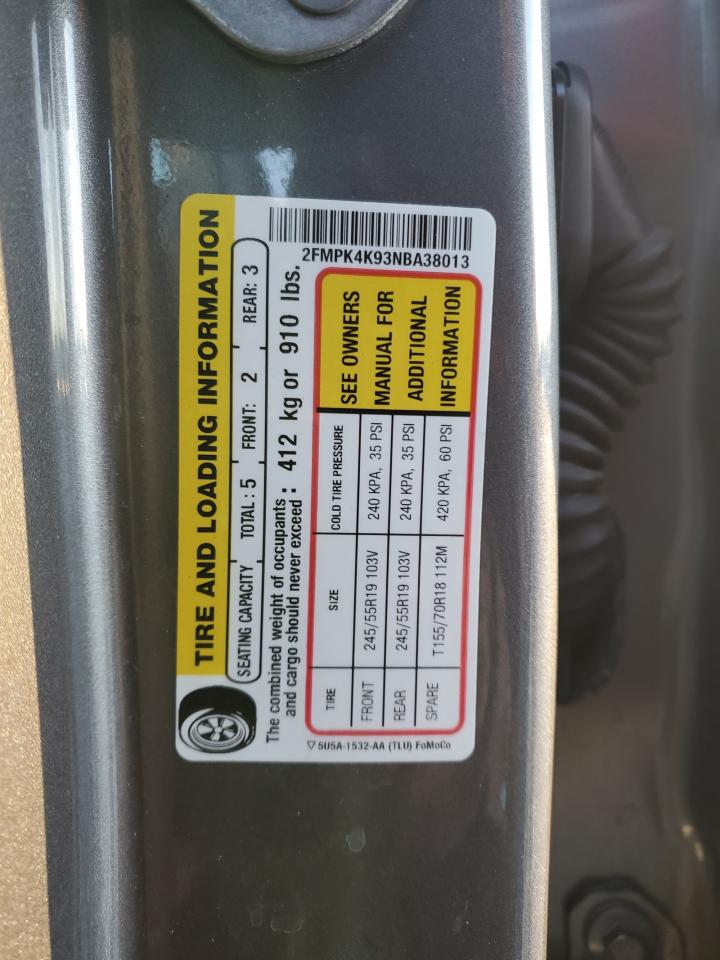 TIRE AND LOADING INFORMATION
SEATING CAPACITY TOTAL : 5 FRONT: 2 REAR: 3
The combined weight of occupants
and cargo should never exceed : 412 kg or 910 lbs.
2FMPK4K93NBA38013
TIRE SIZE COLD TIRE PRESSURE
FRONT 245/55R19 103V 240 KPA, 35 PSI
REAR 245/55R19 103V 240 KPA, 35 PSI
SPARE T155/70R18 112M 420 KPA, 60 PSI
SEE OWNERS
MANUAL FOR
ADDITIONAL
INFORMATION
5U5A-1532-AA (TLU) FoMoCo